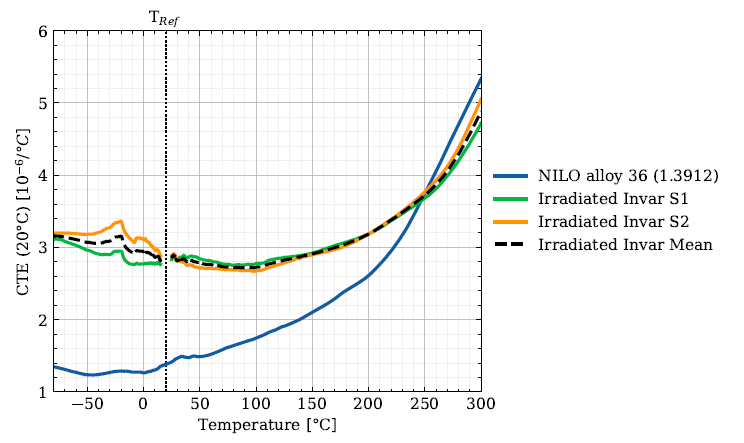 T_Ref
6
5
4
3
2
1
CTE (20°C) [10⁻⁶/°C]
−50 0 50 100 150 200 250 300
Temperature [°C]
NILO alloy 36 (1.3912)
Irradiated Invar S1
Irradiated Invar S2
Irradiated Invar Mean